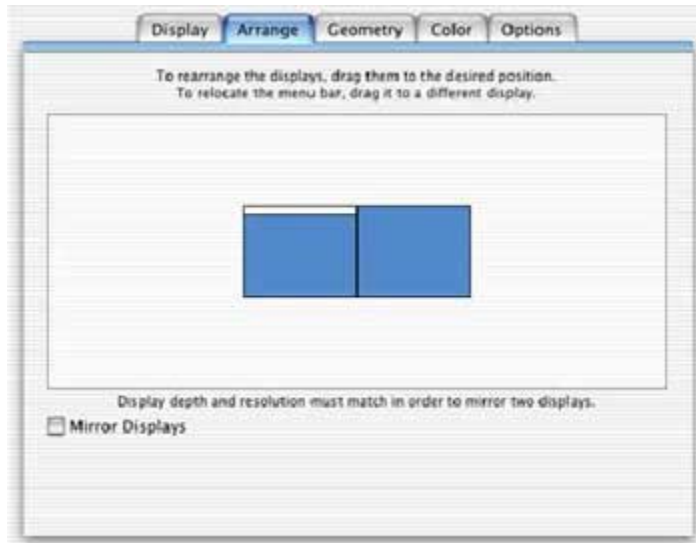 Display Arrange Geometry Color Options
To rearrange the displays, drag them to the desired position.
To relocate the menu bar, drag it to a different display.
Display depth and resolution must match in order to mirror two displays.
Mirror Displays